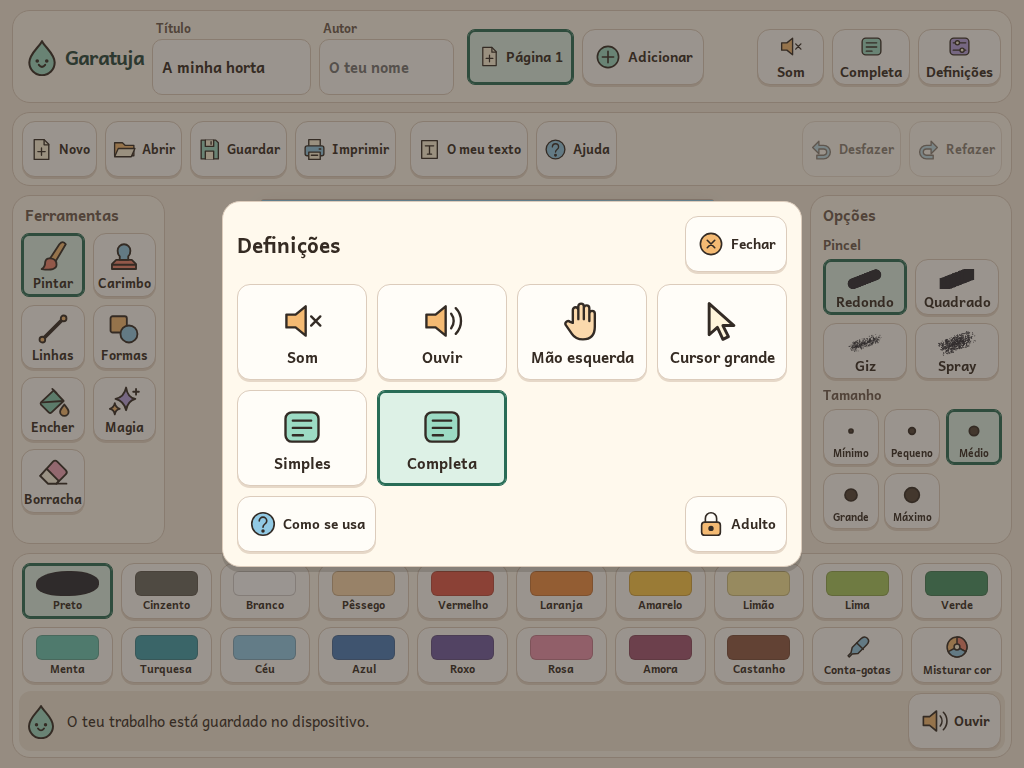 Título
Autor
Garatuja
A minha horta
O teu nome
Página 1
Adicionar
Som
Completa
Definições
Novo
Abrir
Guardar
Imprimir
O meu texto
Ajuda
Desfazer
Refazer
Ferramentas
Pintar
Carimbo
Linhas
Formas
Encher
Magia
Borracha
Definições
Fechar
Som
Ouvir
Mão esquerda
Cursor grande
Simples
Completa
Como se usa
Adulto
Opções
Pincel
Redondo
Quadrado
Giz
Spray
Tamanho
Mínimo
Pequeno
Médio
Grande
Máximo
Preto
Cinzento
Branco
Pêssego
Vermelho
Laranja
Amarelo
Limão
Lima
Verde
Menta
Turquesa
Céu
Azul
Roxo
Rosa
Amora
Castanho
Conta-gotas
Misturar cor
O teu trabalho está guardado no dispositivo.
Ouvir